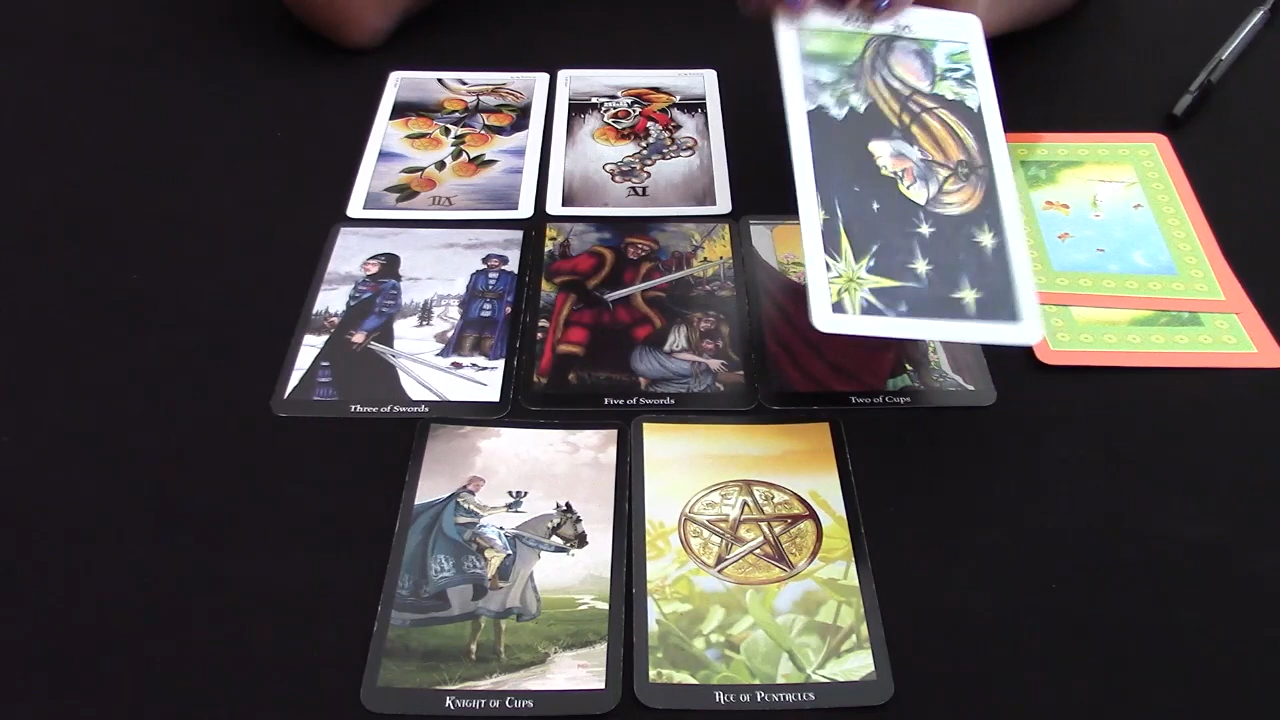 VII
VI
Three of Swords
Five of Swords
Two of Cups
Knight of Cups
Ace of Pentacles